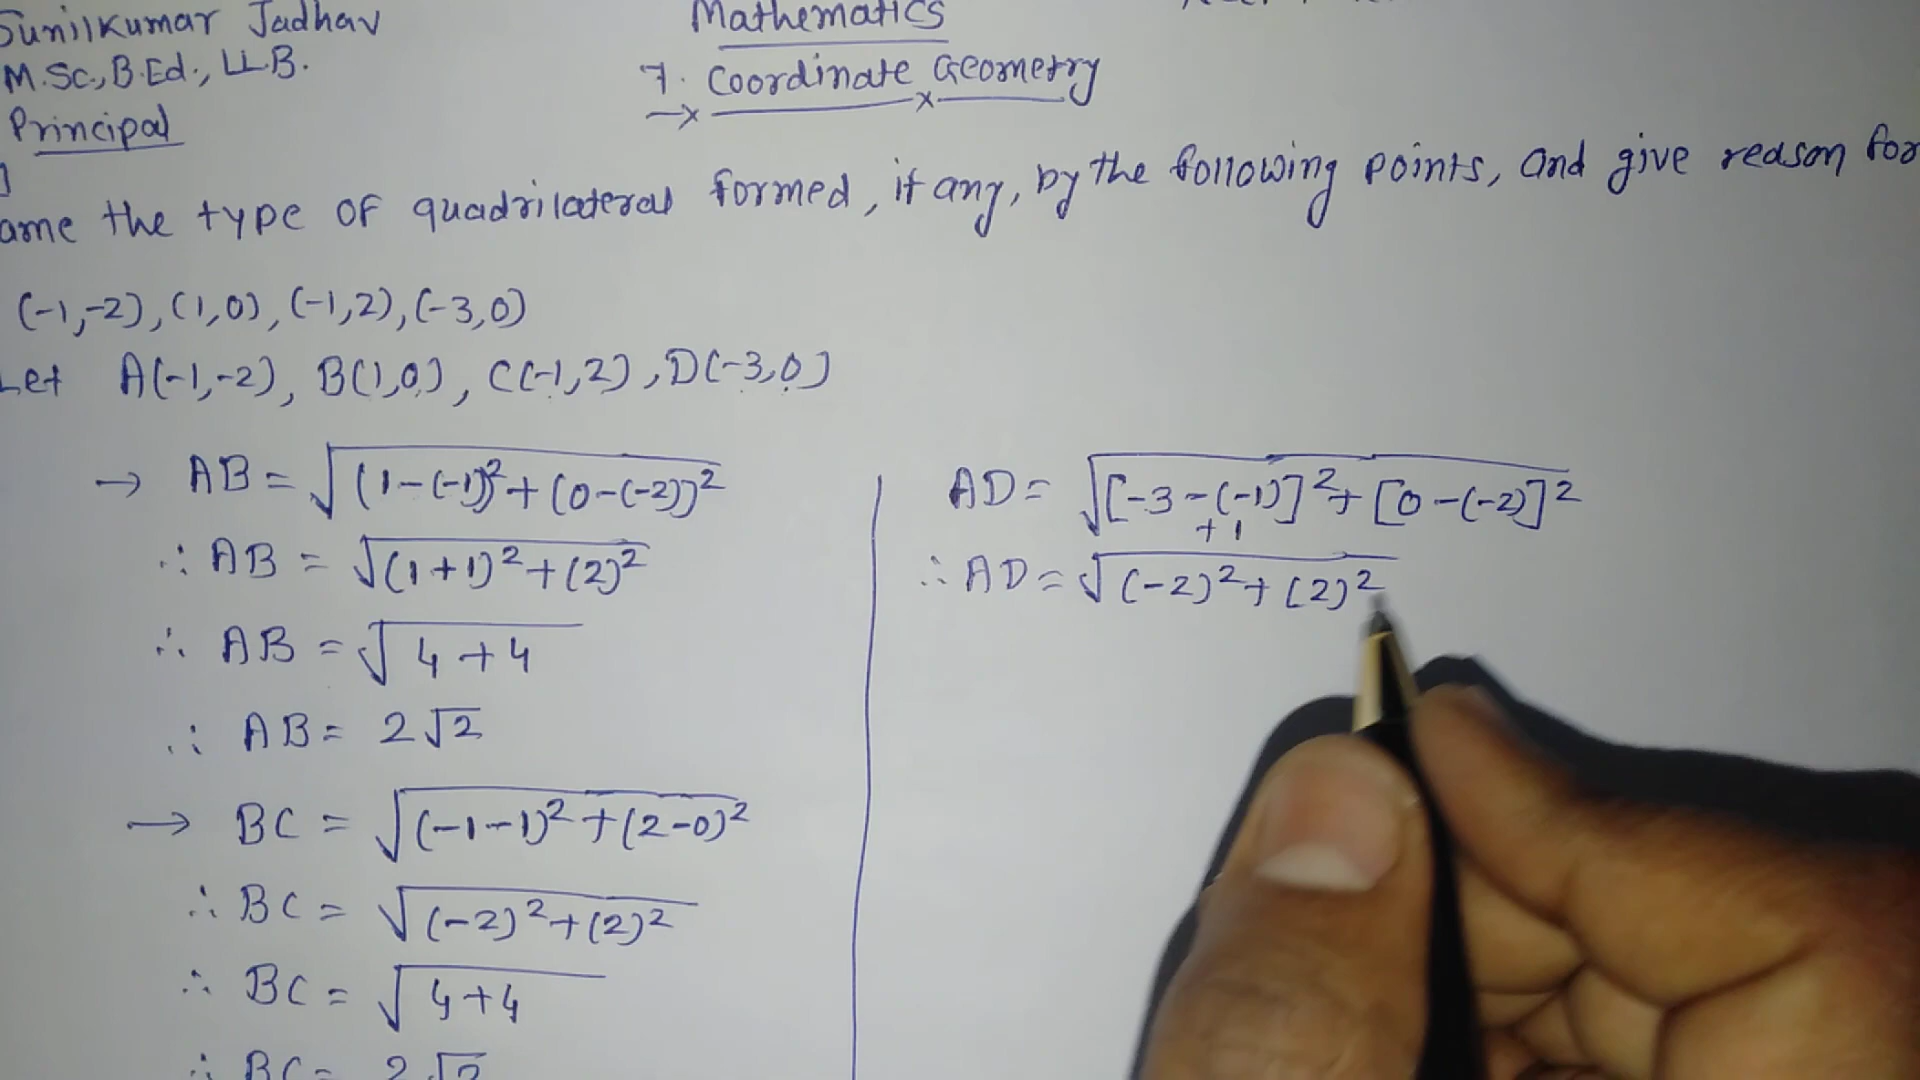 Sunilkumar Jadhav
M.Sc., B.Ed., LL.B.
Principal
Mathematics
7. Coordinate Geometry
ame the type of quadrilateral formed, if any, by the following points, and give reason for
(-1,-2), (1,0), (-1,2), (-3,0)
Let A(-1,-2), B(1,0), C(-1,2), D(-3,0)
→ AB = √(1-(-1))²+(0-(-2))²
∴ AB = √(1+1)²+(2)²
∴ AB = √4+4
∴ AB = 2√2
→ BC = √(-1-1)²+(2-0)²
∴ BC = √(-2)²+(2)²
∴ BC = √4+4
∴ BC = 2√2
AD = √[-3-(-1)]²+[0-(-2)]²
+1
∴ AD = √(-2)²+(2)²